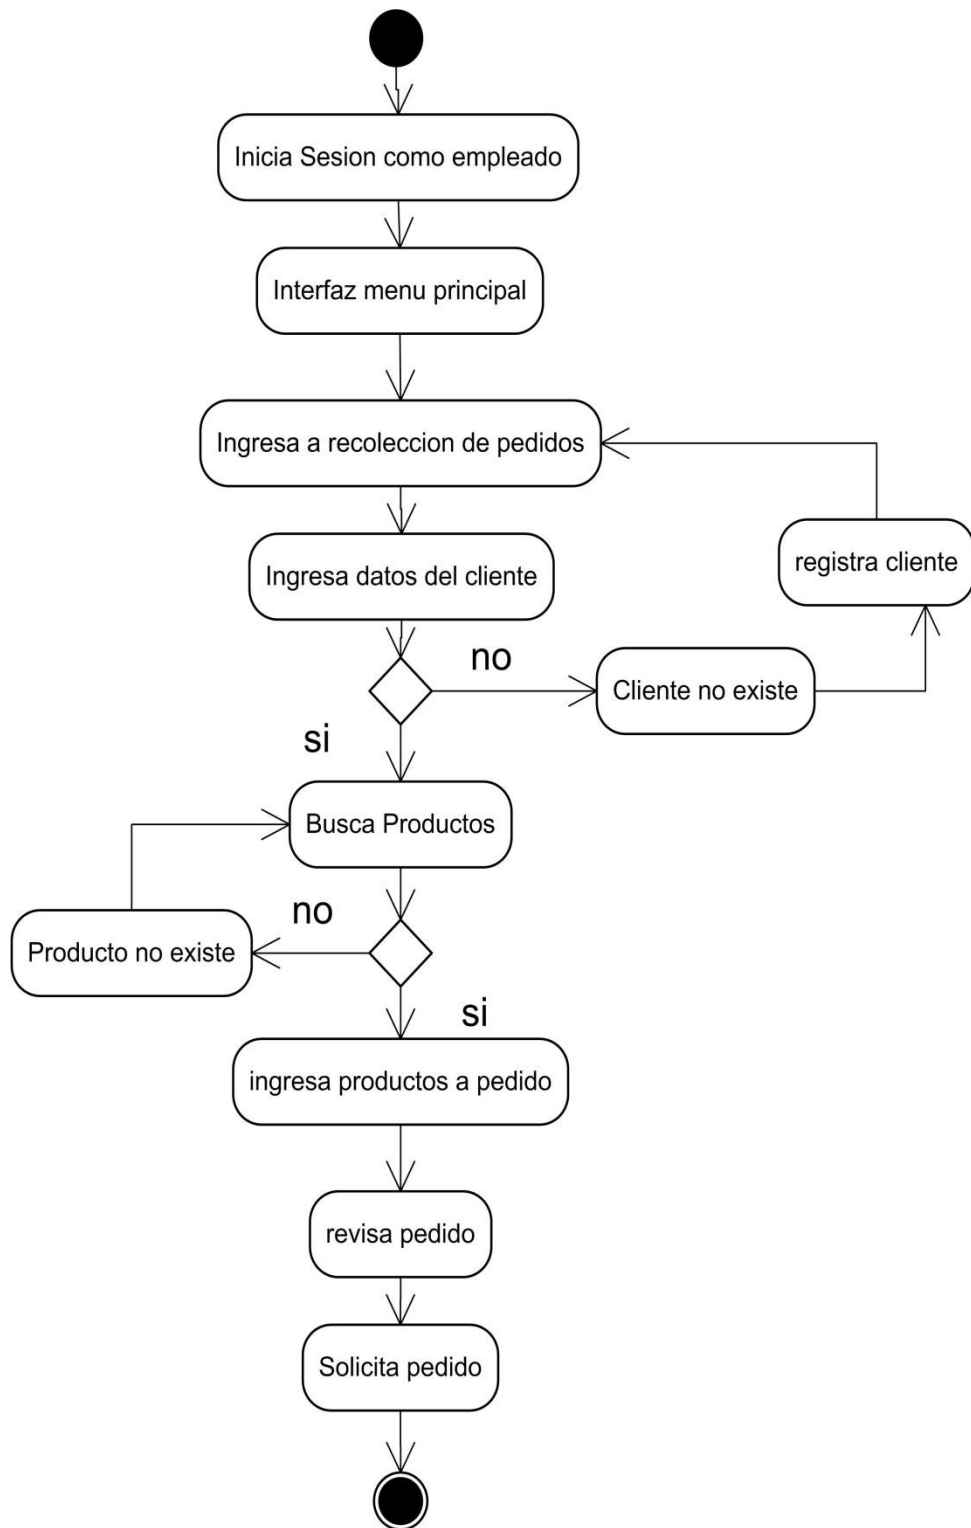 Inicia Sesion como empleado
Interfaz menu principal
Ingresa a recoleccion de pedidos
Ingresa datos del cliente
registra cliente
no
Cliente no existe
si
Busca Productos
no
Producto no existe
si
ingresa productos a pedido
revisa pedido
Solicita pedido